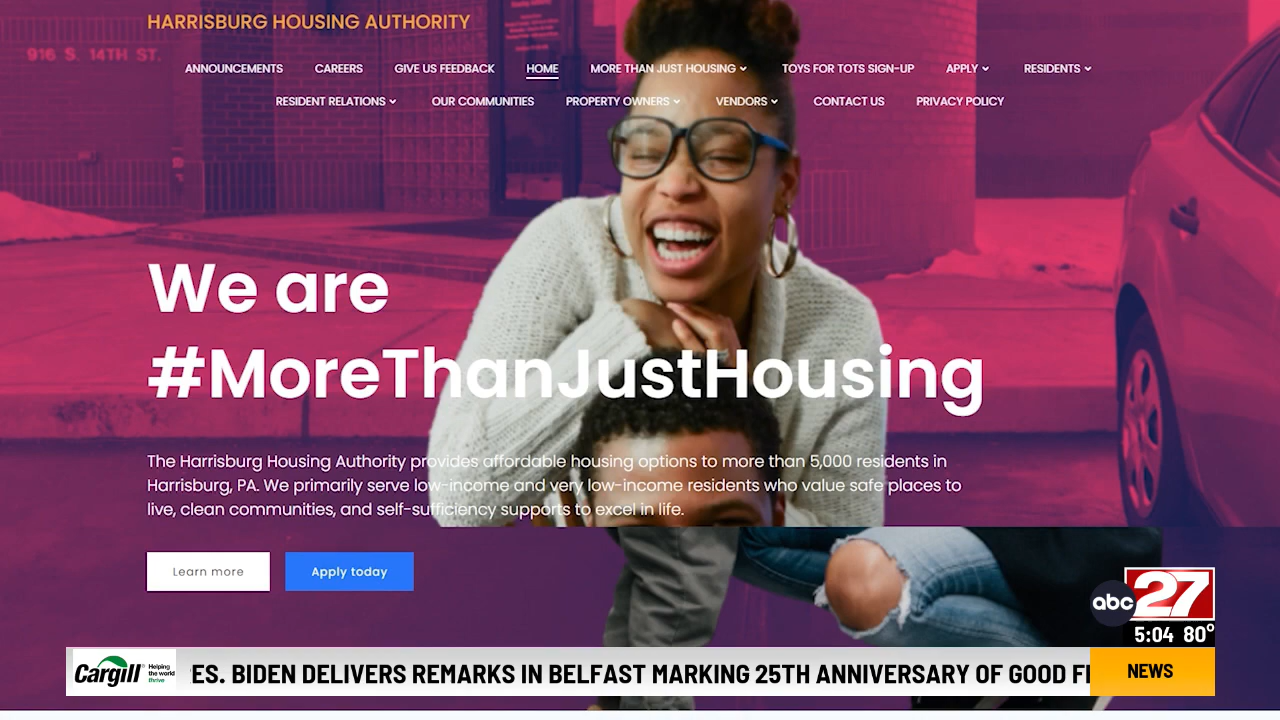 HARRISBURG HOUSING AUTHORITY
916 S. 14TH ST.
ANNOUNCEMENTS CAREERS GIVE US FEEDBACK HOME MORE THAN JUST HOUSING TOYS FOR TOTS SIGN-UP APPLY RESIDENTS
RESIDENT RELATIONS OUR COMMUNITIES PROPERTY OWNERS VENDORS CONTACT US PRIVACY POLICY
We are
#MoreThanJustHousing
The Harrisburg Housing Authority provides affordable housing options to more than 5,000 residents in
Harrisburg, PA. We primarily serve low-income and very low-income residents who value safe places to
live, clean communities, and self-sufficiency supports to excel in life.
Learn more Apply today
abc 27
5:04 80°
Cargill® Helping the world thrive
ES. BIDEN DELIVERS REMARKS IN BELFAST MARKING 25TH ANNIVERSARY OF GOOD F
NEWS